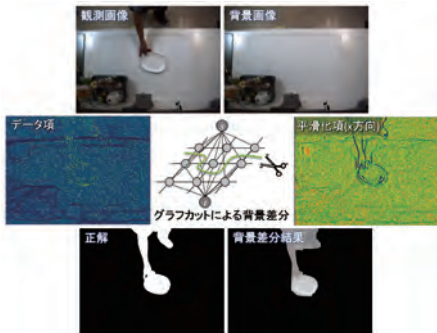 観測画像
背景画像
データ項
平滑化項(x方向)
グラフカットによる背景差分
正解
背景差分結果